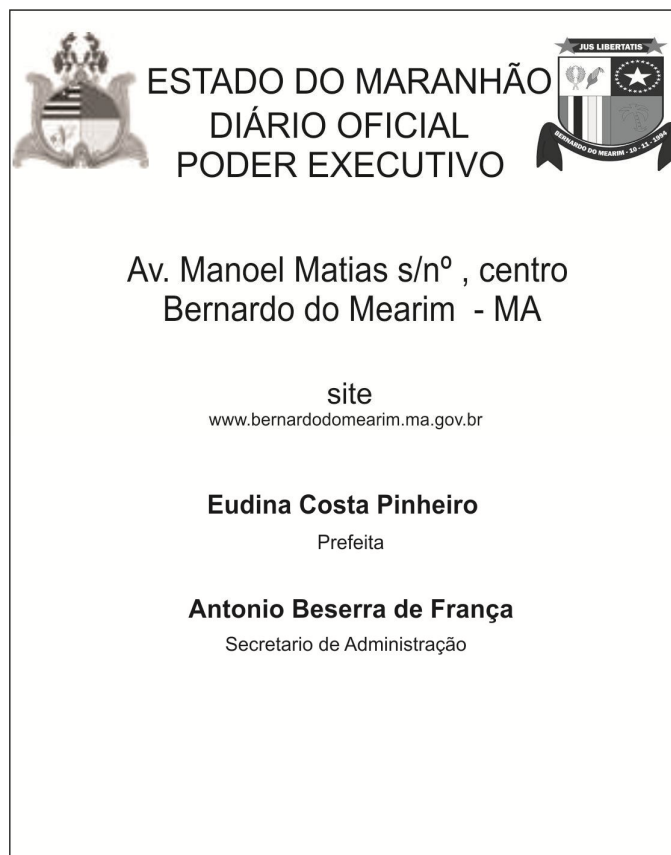 JUS LIBERTATIS
ESTADO DO MARANHÃO
DIÁRIO OFICIAL
PODER EXECUTIVO
BERNARDO DO MEARIM - 10 - 11 - 1994
Av. Manoel Matias s/nº , centro
Bernardo do Mearim - MA
site
www.bernardodomearim.ma.gov.br
Eudina Costa Pinheiro
Prefeita
Antonio Beserra de França
Secretario de Administração